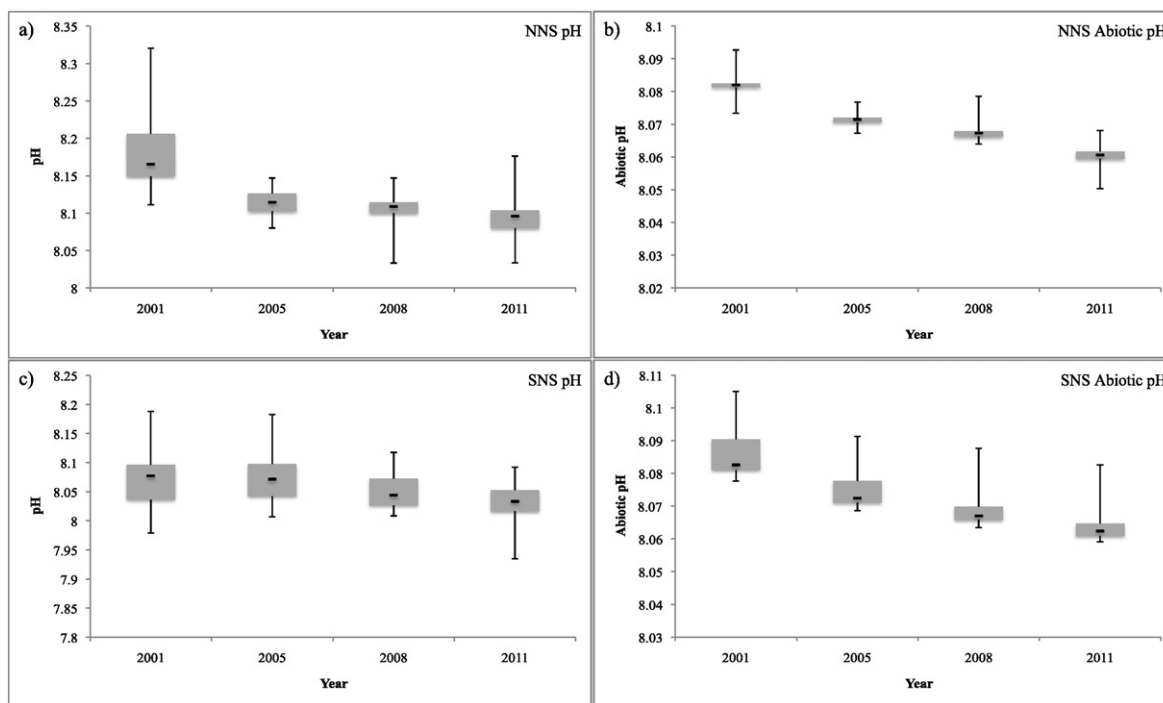 a)
NNS pH
8.35
8.3
8.25
8.2
8.15
8.1
8.05
8
pH
2001 2005 2008 2011
Year
b)
NNS Abiotic pH
8.1
8.09
8.08
8.07
8.06
8.05
8.04
8.03
8.02
Abiotic pH
2001 2005 2008 2011
Year
c)
SNS pH
8.25
8.2
8.15
8.1
8.05
8
7.95
7.9
7.85
7.8
pH
2001 2005 2008 2011
Year
d)
SNS Abiotic pH
8.11
8.1
8.09
8.08
8.07
8.06
8.05
8.04
8.03
Abiotic pH
2001 2005 2008 2011
Year